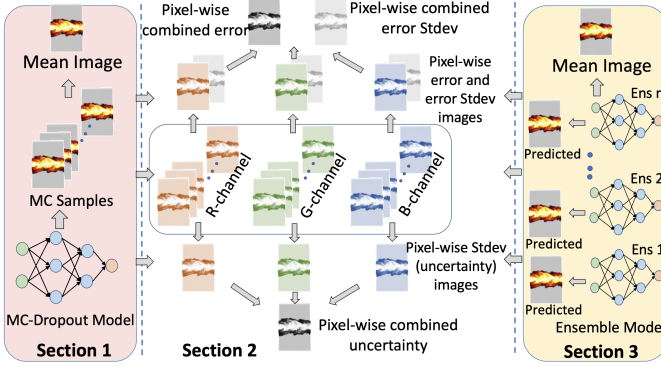 Mean Image
MC Samples
MC-Dropout Model
Section 1
Pixel-wise
combined error
Pixel-wise combined
error Stdev
Pixel-wise
error and
error Stdev
images
R-channel
G-channel
B-channel
Pixel-wise Stdev
(uncertainty)
images
Pixel-wise combined
uncertainty
Section 2
Mean Image
Ens n
Predicted
Ens 2
Predicted
Ens 1
Predicted
Ensemble Model
Section 3